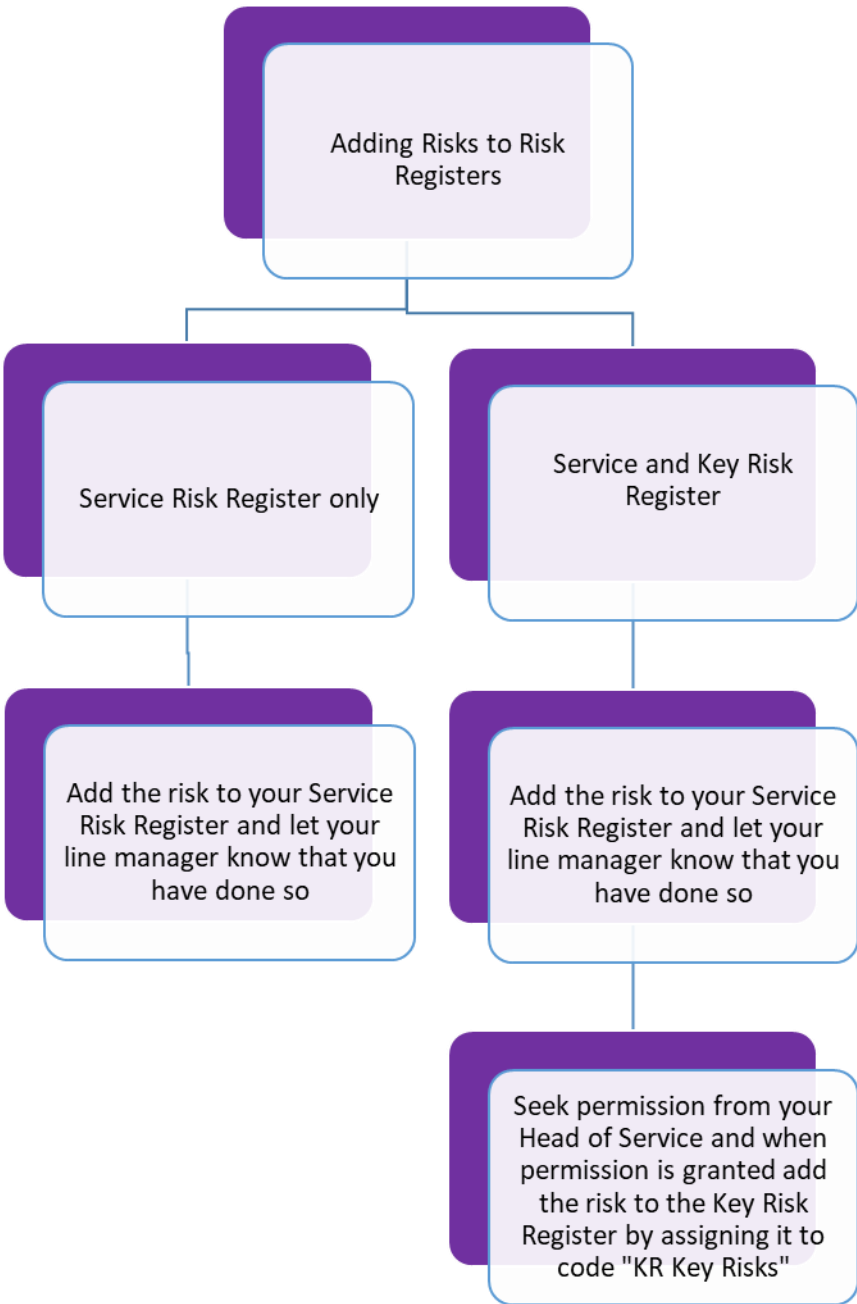 Adding Risks to Risk
Registers
Service Risk Register only
Service and Key Risk
Register
Add the risk to your Service
Risk Register and let your
line manager know that you
have done so
Add the risk to your Service
Risk Register and let your
line manager know that you
have done so
Seek permission from your
Head of Service and when
permission is granted add
the risk to the Key Risk
Register by assigning it to
code "KR Key Risks"